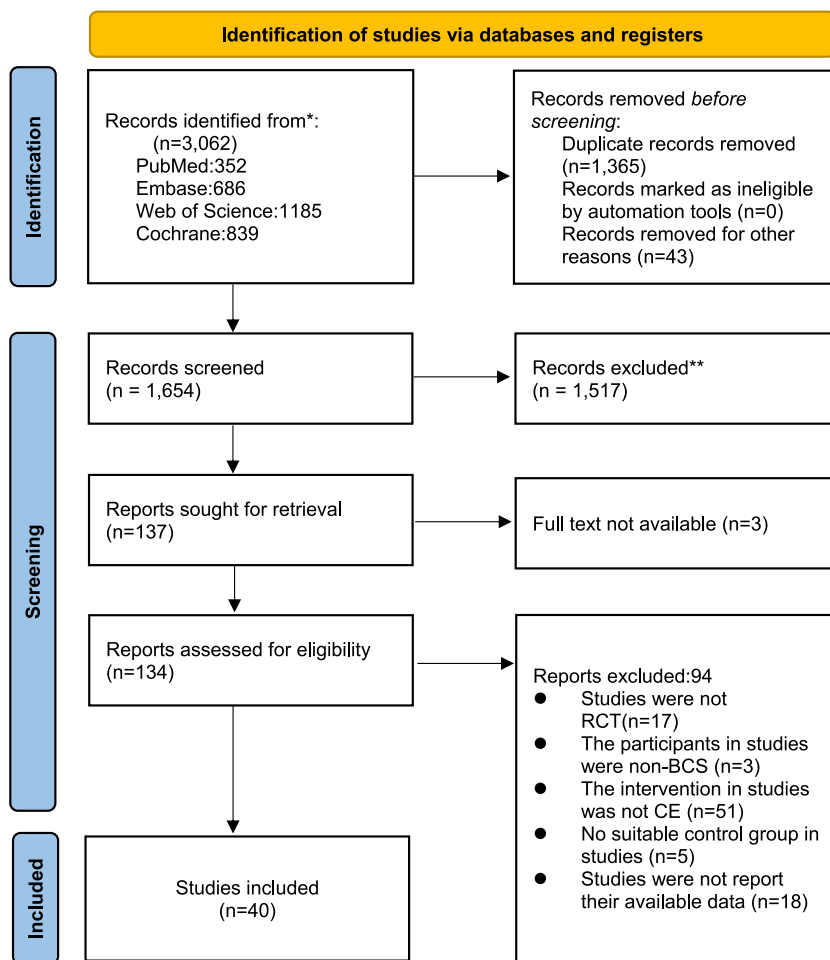 Identification of studies via databases and registers
Identification
Records identified from*:
(n=3,062)
PubMed:352
Embase:686
Web of Science:1185
Cochrane:839
Records removed before
screening:
Duplicate records removed
(n=1,365)
Records marked as ineligible
by automation tools (n=0)
Records removed for other
reasons (n=43)
Screening
Records screened
(n = 1,654)
Records excluded**
(n = 1,517)
Reports sought for retrieval
(n=137)
Full text not available (n=3)
Reports assessed for eligibility
(n=134)
Reports excluded:94
● Studies were not
RCT(n=17)
● The participants in studies
were non-BCS (n=3)
● The intervention in studies
was not CE (n=51)
● No suitable control group in
studies (n=5)
● Studies were not report
their available data (n=18)
Included
Studies included
(n=40)